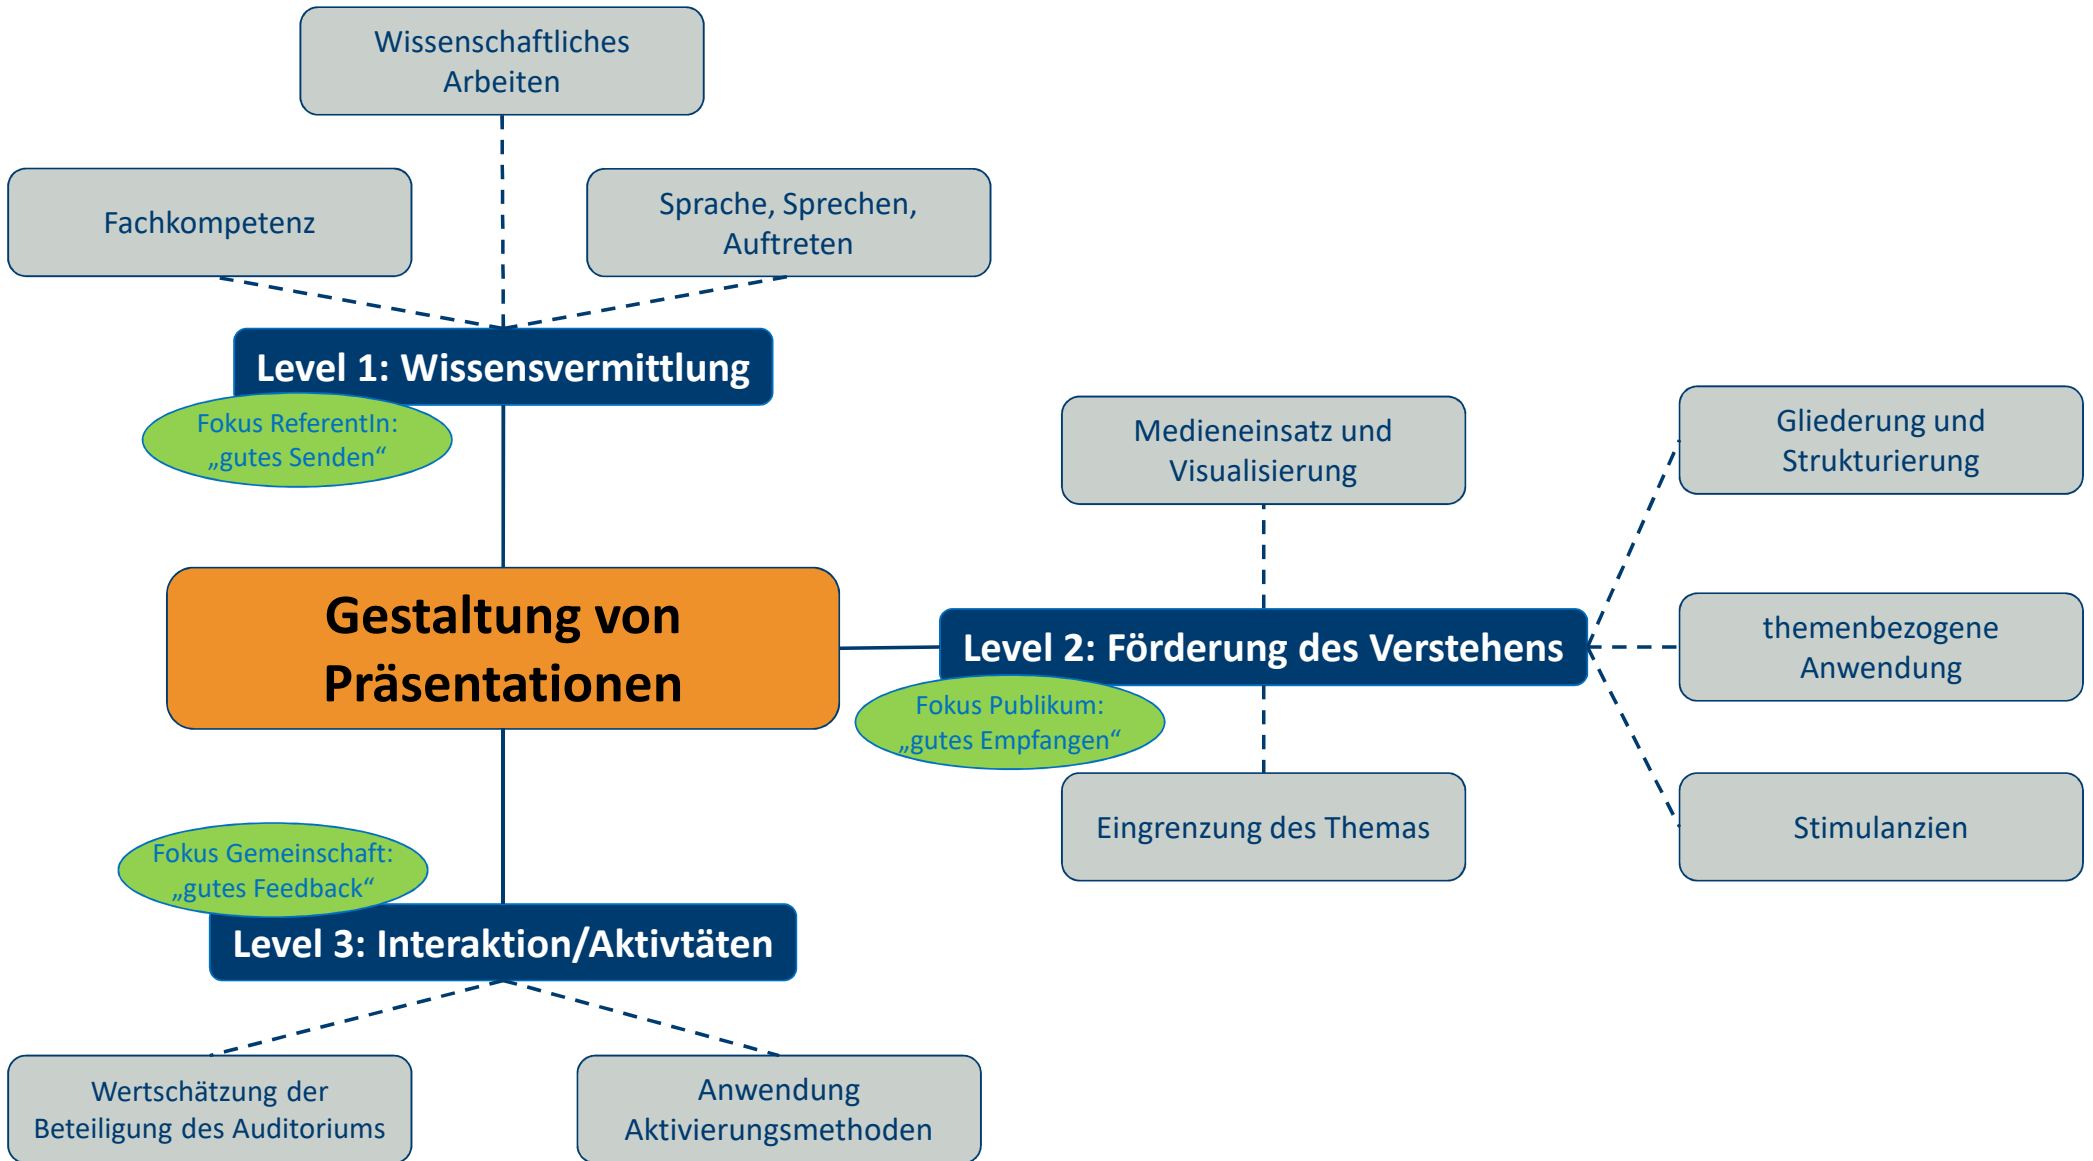 Wissenschaftliches
Arbeiten
Fachkompetenz
Sprache, Sprechen,
Auftreten
Level 1: Wissensvermittlung
Fokus ReferentIn:
„gutes Senden“
Medieneinsatz und
Visualisierung
Gliederung und
Strukturierung
Gestaltung von
Präsentationen
Level 2: Förderung des Verstehens
themenbezogene
Anwendung
Fokus Publikum:
„gutes Empfangen“
Eingrenzung des Themas
Stimulanzien
Fokus Gemeinschaft:
„gutes Feedback“
Level 3: Interaktion/Aktivtäten
Wertschätzung der
Beteiligung des Auditoriums
Anwendung
Aktivierungsmethoden